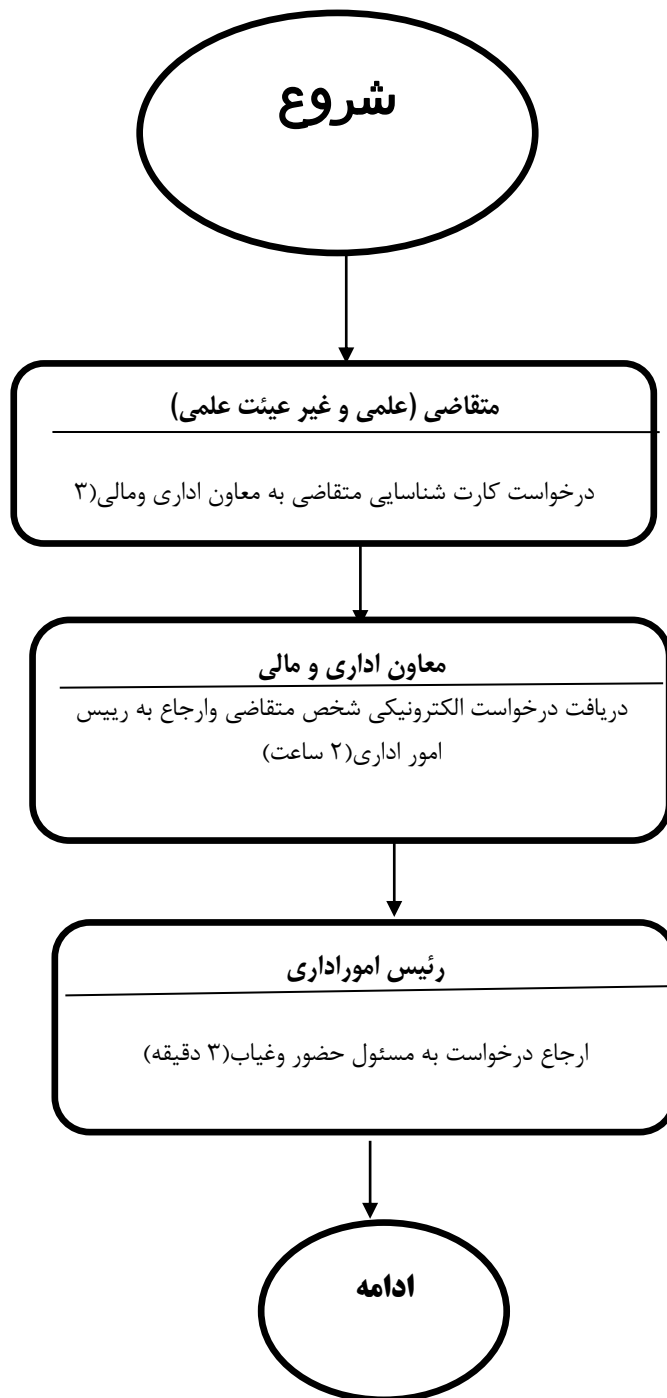 شروع
متقاضی (علمی و غیر عیئت علمی)
درخواست کارت شناسایی متقاضی به معاون اداری ومالی(۳
معاون اداری و مالی
دریافت درخواست الکترونیکی شخص متقاضی وارجاع به رییس
امور اداری(۲ ساعت)
رئیس اموراداری
ارجاع درخواست به مسئول حضور وغیاب(۳ دقیقه)
ادامه